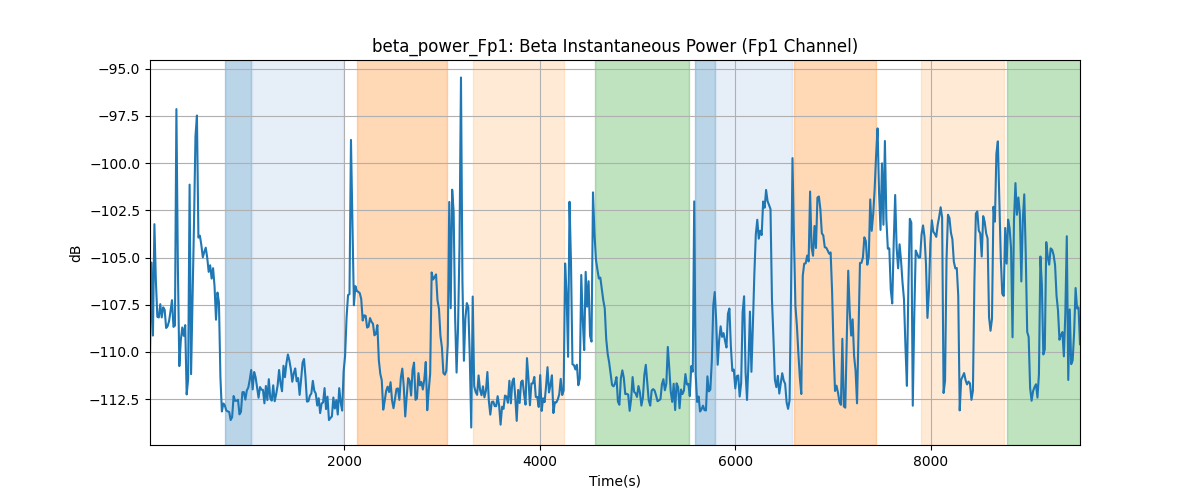 beta_power_Fp1: Beta Instantaneous Power (Fp1 Channel)
−95.0
−97.5
−100.0
−102.5
−105.0
−107.5
−110.0
−112.5
dB
2000 4000 6000 8000
Time(s)